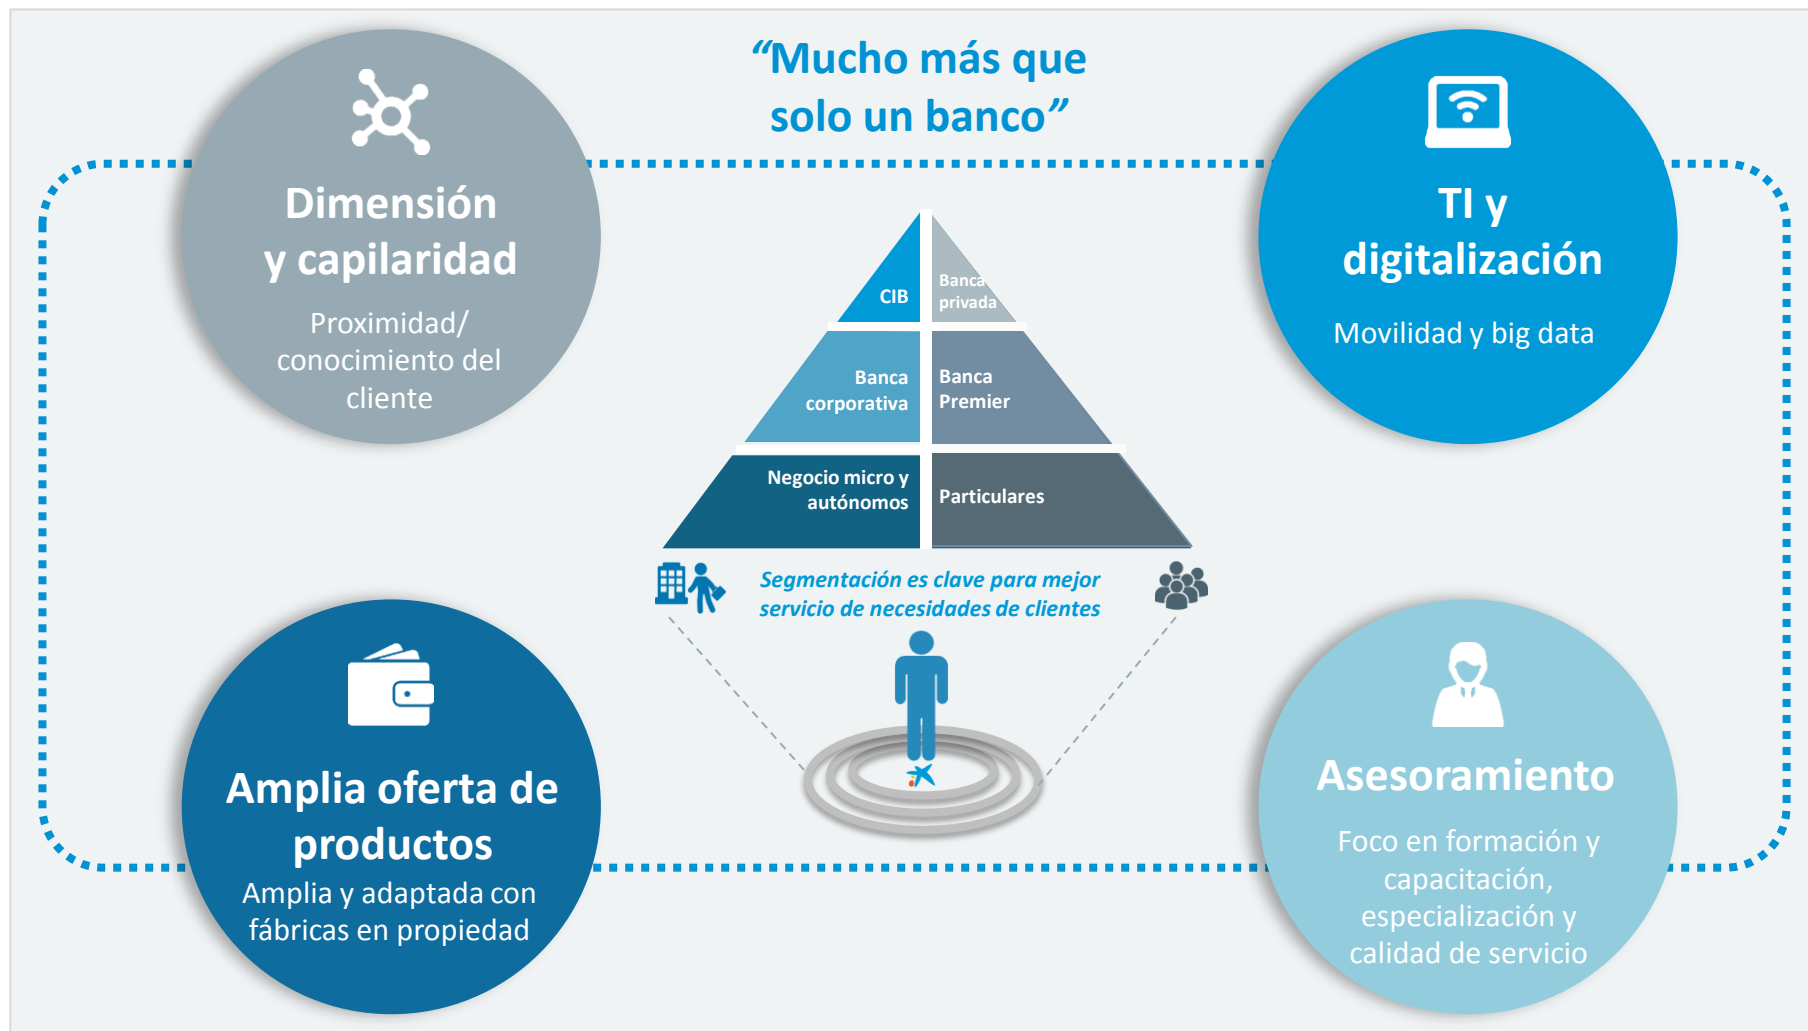 “Mucho más que
solo un banco”
Dimensión
y capilaridad
Proximidad/
conocimiento del
cliente
TI y
digitalización
Movilidad y big data
CIB
Banca
privada
Banca
corporativa
Banca
Premier
Negocio micro y
autónomos
Particulares
Segmentación es clave para mejor
servicio de necesidades de clientes
Amplia oferta de
productos
Amplia y adaptada con
fábricas en propiedad
Asesoramiento
Foco en formación y
capacitación,
especialización y
calidad de servicio